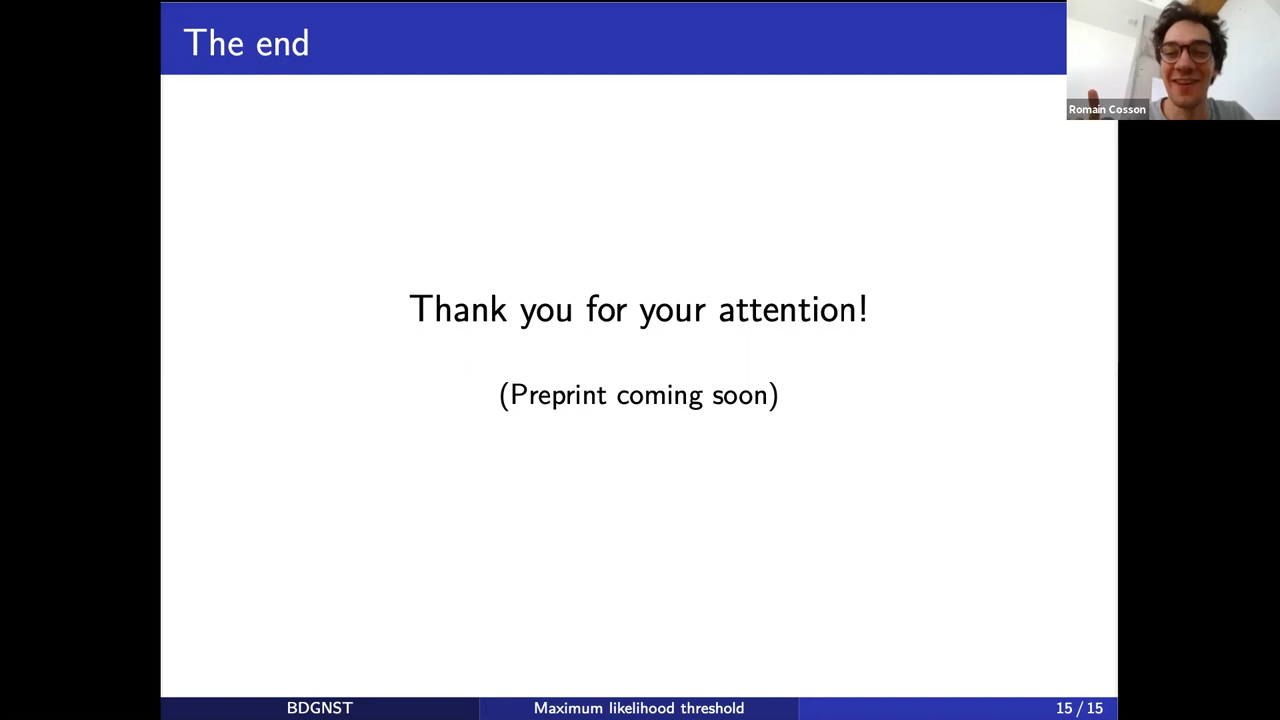 The end
Romain Cosson
Thank you for your attention!
(Preprint coming soon)
BDGNST
Maximum likelihood threshold
15 / 15